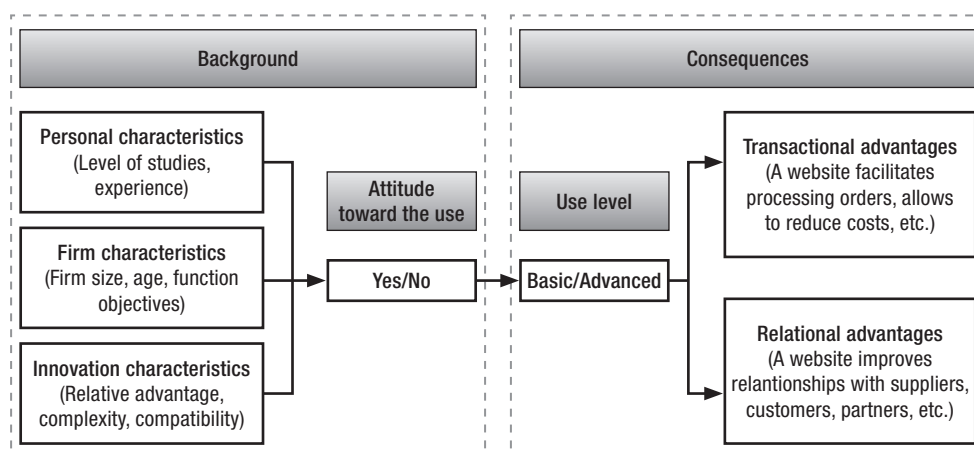 Background
Consequences
Personal characteristics
(Level of studies,
experience)
Firm characteristics
(Firm size, age, function
objectives)
Innovation characteristics
(Relative advantage,
complexity, compatibility)
Attitude
toward the use
Yes/No
Use level
Basic/Advanced
Transactional advantages
(A website facilitates
processing orders, allows
to reduce costs, etc.)
Relational advantages
(A website improves
relantionships with suppliers,
customers, partners, etc.)